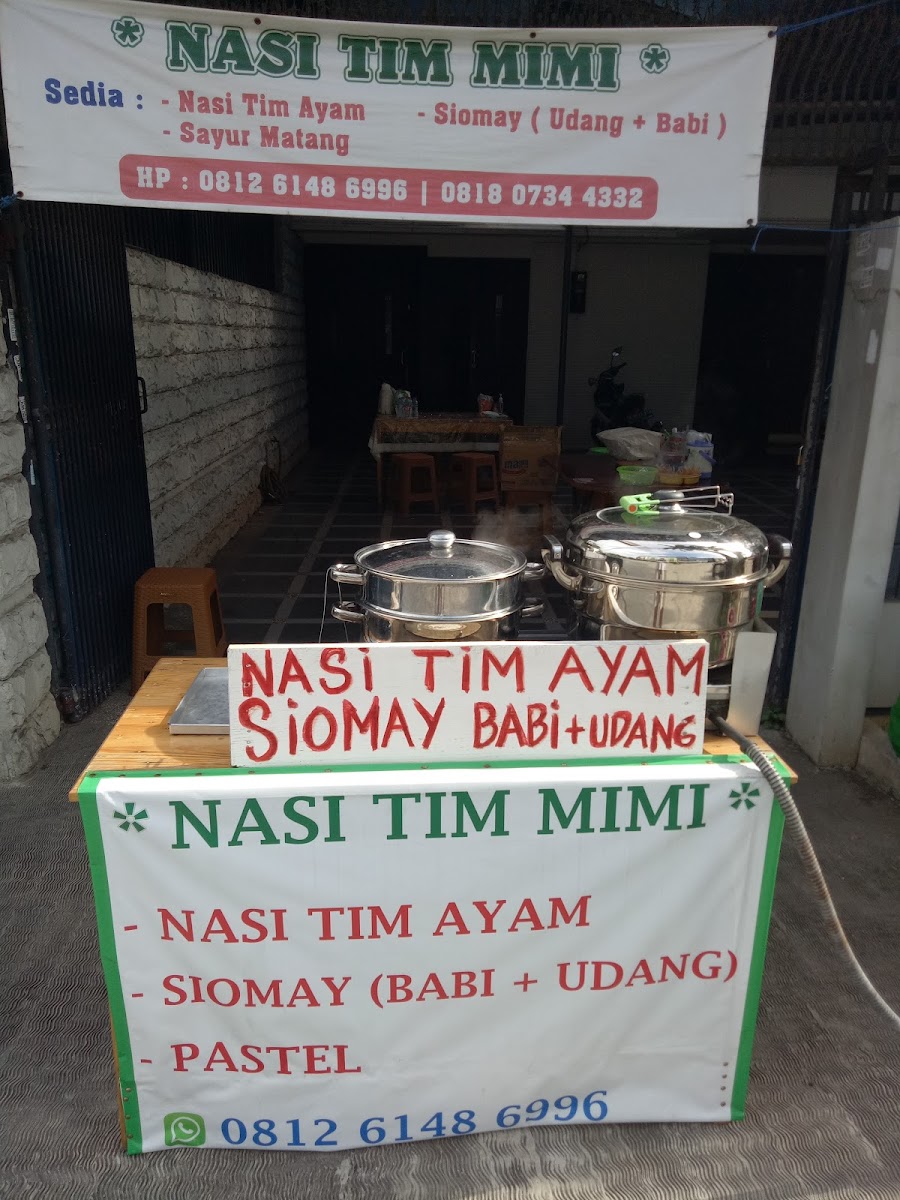 * NASI TIM MIMI *
Sedia : - Nasi Tim Ayam - Siomay ( Udang + Babi )
- Sayur Matang
HP : 0812 6148 6996 | 0818 0734 4332
NASi TiM AYAM
SiOMAY BABi + UDANG
* NASI TIM MIMI *
- NASI TIM AYAM
- SIOMAY (BABI + UDANG)
- PASTEL
0812 6148 6996